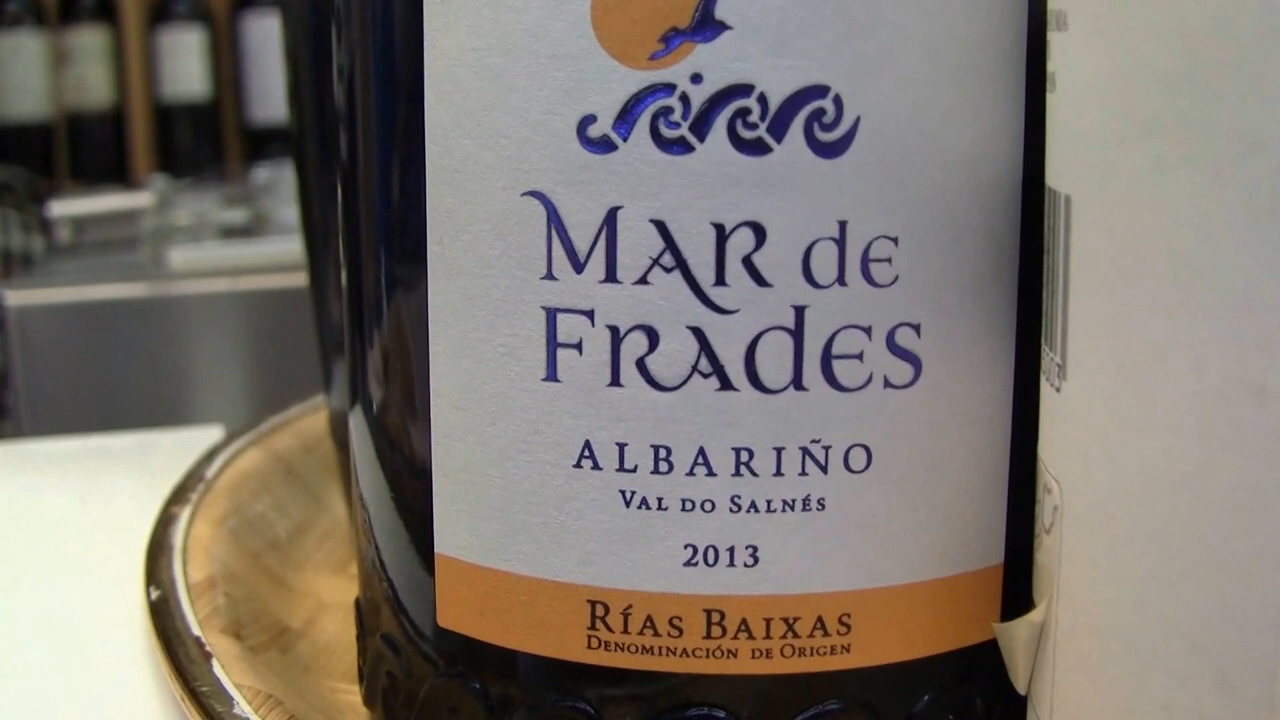 Mar de
Frades
ALBARIÑO
VAL DO SALNÉS
2013
RÍAS BAIXAS
DENOMINACIÓN DE ORIGEN